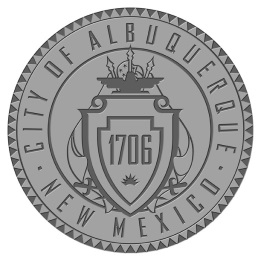 CITY OF ALBUQUERQUE
1706
· NEW MEXICO ·